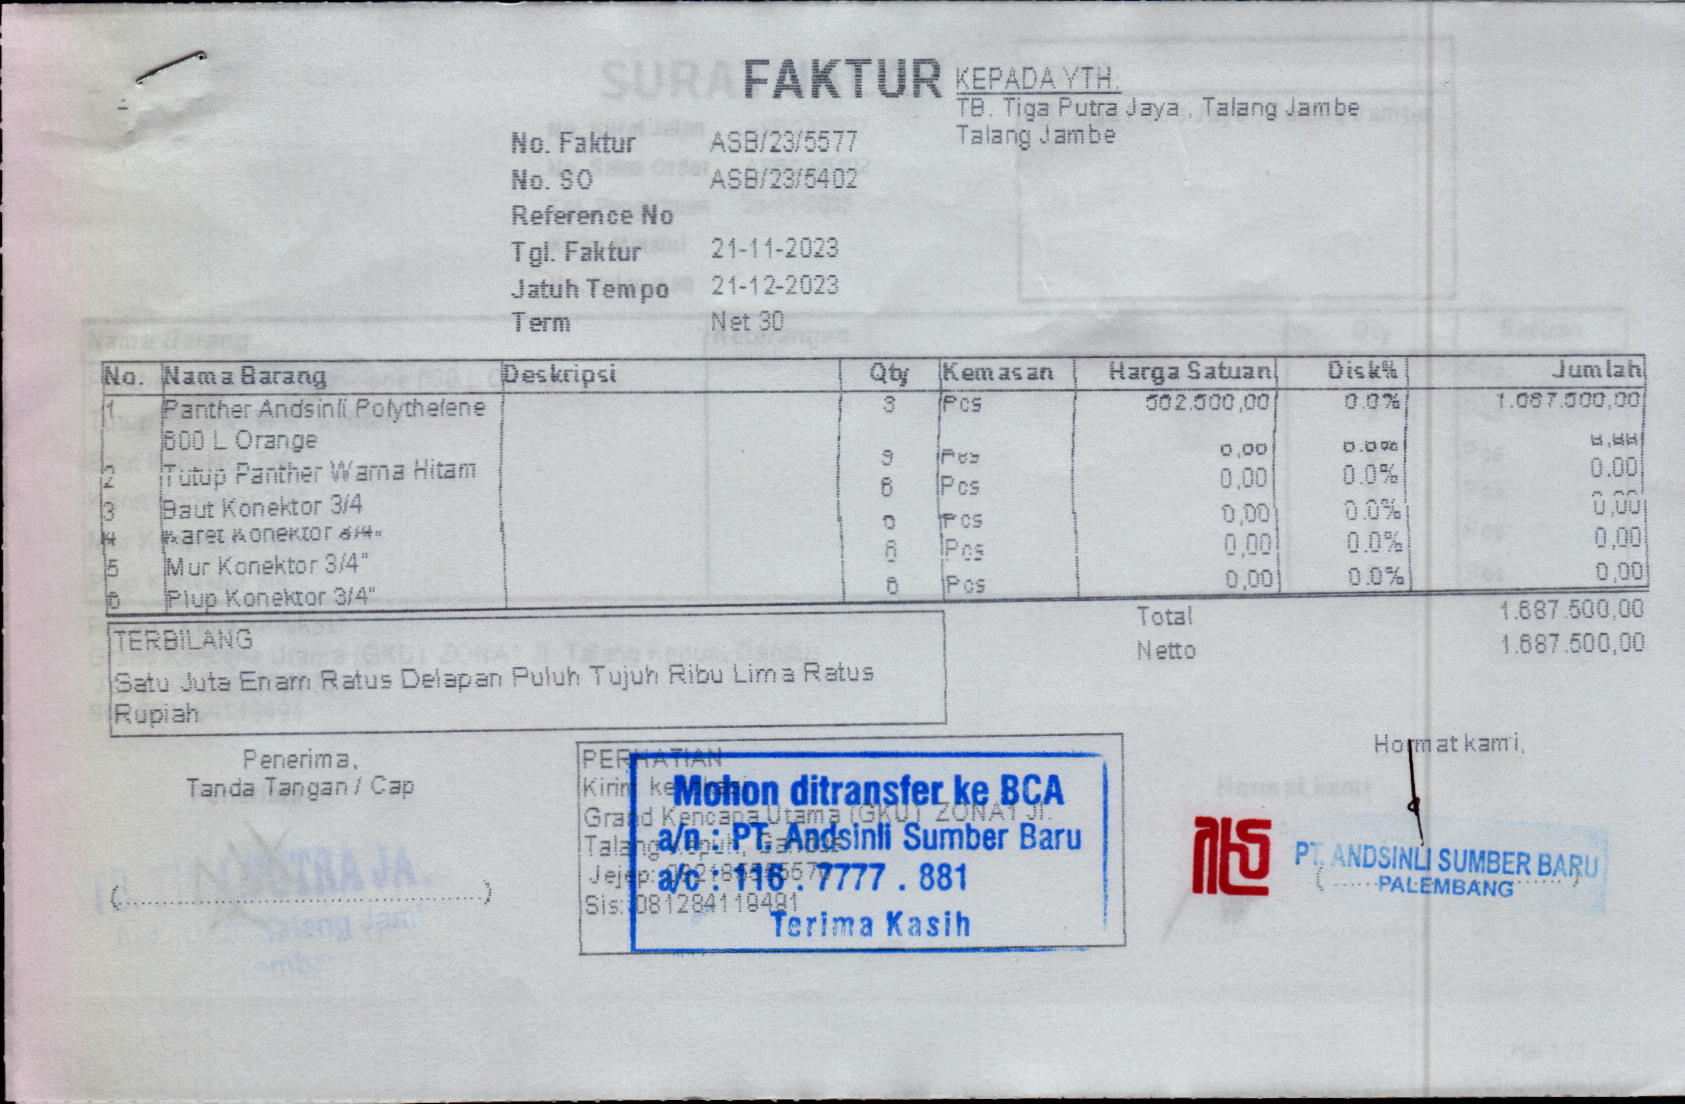 FAKTUR
KEPADA YTH.
TB. Tiga Putra Jaya , Talang Jambe
Talang Jambe
No. Faktur ASB/23/5577
No. SO ASB/23/5402
Reference No
Tgl. Faktur 21-11-2023
Jatuh Tempo 21-12-2023
Term Net 30
No. Nama Barang Deskripsi Qty Kemasan Harga Satuan Disk% Jumlah
1 Panther Andsinli Polythelene 3 Pcs 562.500,00 0.0% 1.687.500,00
600 L Orange
2 Tutup Panther Warna Hitam Pcs 0,00 0.0% 0,00
3 Baut Konektor 3/4 6 Pcs 0,00 0.0% 0,00
4 Karet Konektor 3/4" Pcs 0,00 0.0% 0,00
5 Mur Konektor 3/4" 6 Pcs 0,00 0.0% 0,00
6 Plup Konektor 3/4" 6 Pcs 0,00 0.0% 0,00
Total 1.687.500,00
Netto 1.687.500,00
TERBILANG
Satu Juta Enam Ratus Delapan Puluh Tujuh Ribu Lima Ratus
Rupiah
Penerima,
Tanda Tangan / Cap
(................................................)
PERHATIAN
Kirim ke
Grand Kencana Utama (GKU) ZONA1 Jl.
Talang
Jejep:
Sis: 081284119491
Mohon ditransfer ke BCA
a/n : PT. Andsinli Sumber Baru
a/c : 116 . 7777 . 881
Terima Kasih
Hormat kami,
PT. ANDSINLI SUMBER BARU
PALEMBANG